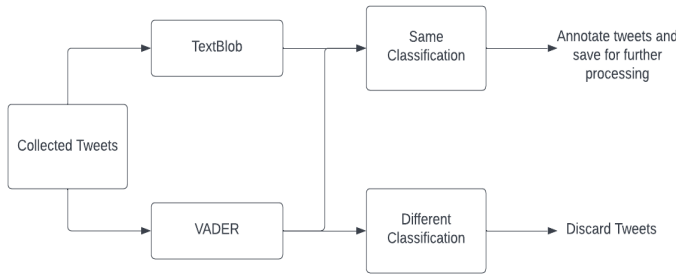 TextBlob
Same
Classification
Annotate tweets and
save for further
processing
Collected Tweets
VADER
Different
Classification
Discard Tweets